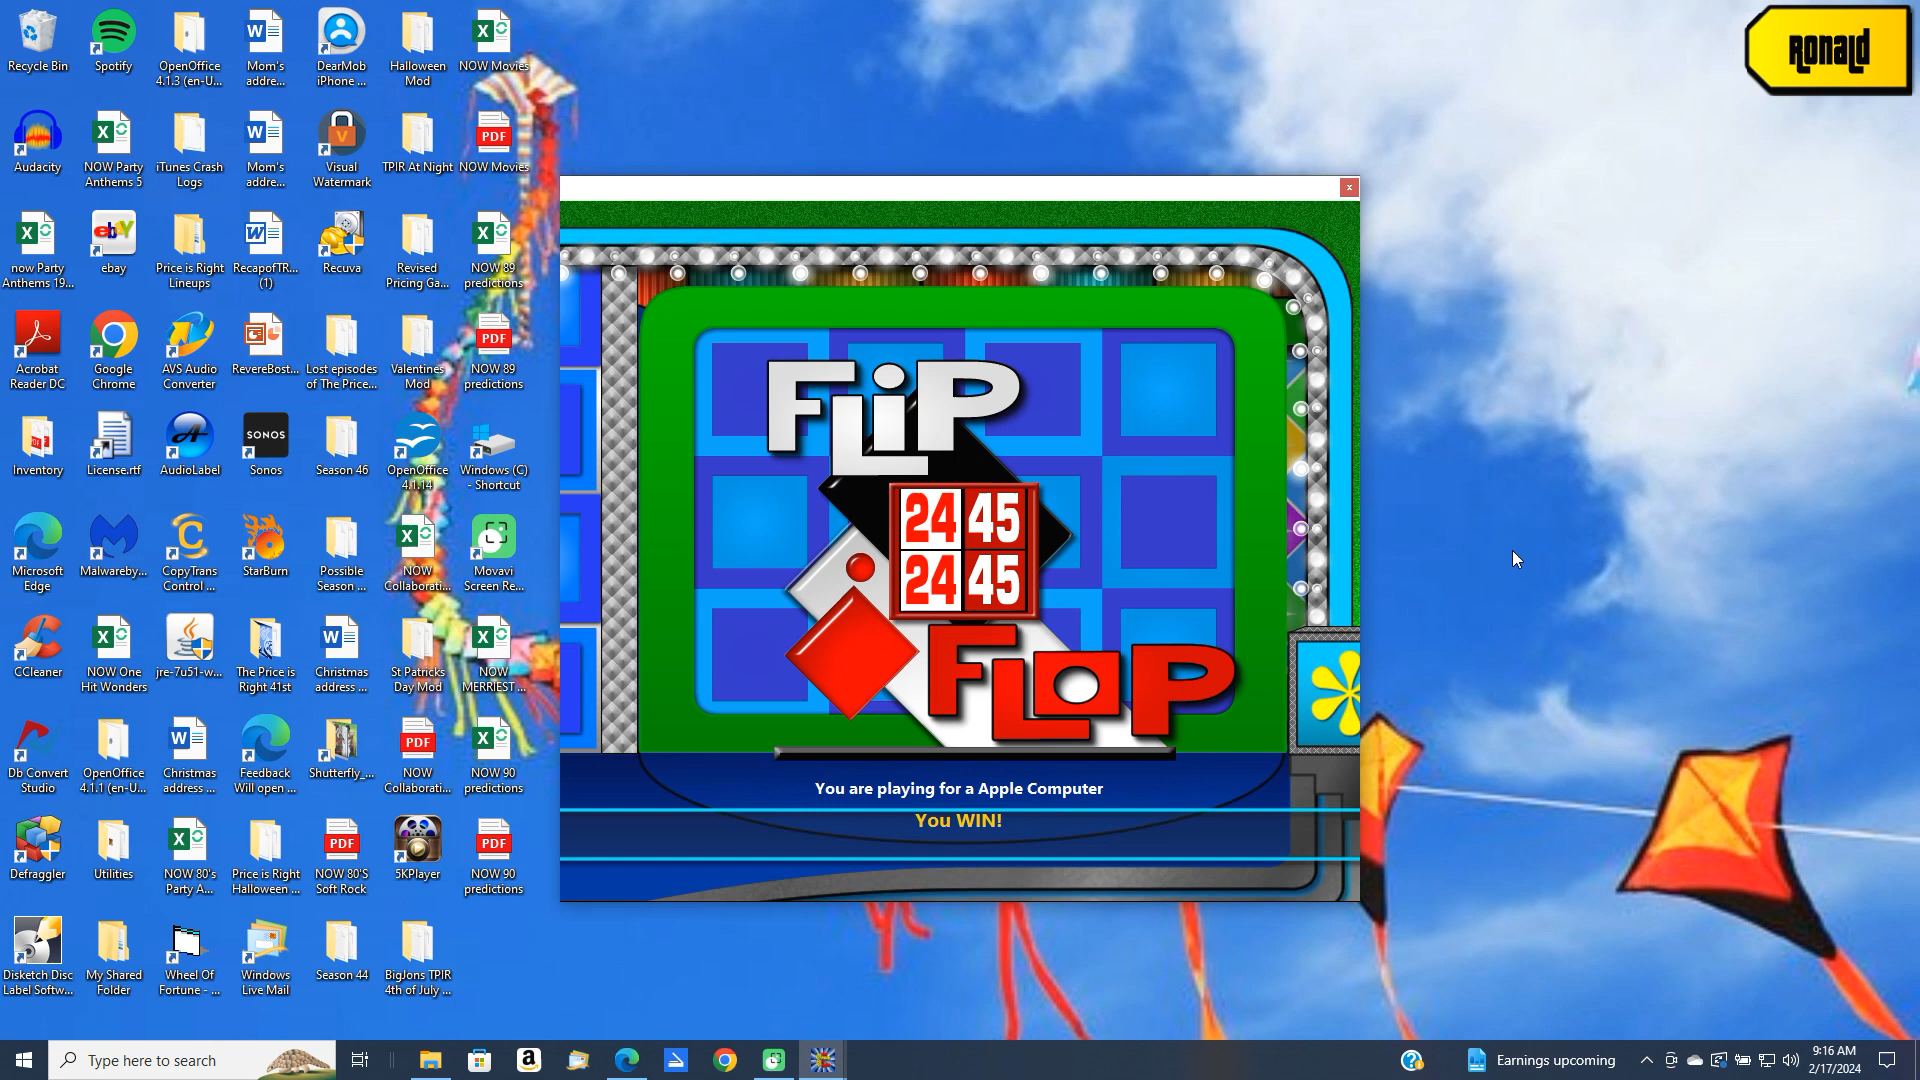 Recycle Bin
Spotify
OpenOffice
4.1.3 (en-U...
Mom's
addre...
DearMob
iPhone ...
Halloween
Mod
NOW Movies
Ronald
Audacity
NOW Party
Anthems 5
iTunes Crash
Logs
Mom's
addre...
Visual
Watermark
TPIR At Night
PDF
NOW Movies
now Party
Anthems 19...
ebay
ebay
Price is Right
Lineups
RecapofTR...
(1)
Recuva
Revised
Pricing Ga...
NOW 89
predictions
Acrobat
Reader DC
Google
Chrome
AVS Audio
Converter
RevereBost...
Lost episodes
of The Price...
Valentines
Mod
PDF
NOW 89
predictions
Inventory
License.rtf
AudioLabel
SONOS
Sonos
Season 46
OpenOffice
4.1.14
Windows (C)
- Shortcut
Microsoft
Edge
Malwareby...
CopyTrans
Control ...
StarBurn
Possible
Season ...
NOW
Collaborati...
Movavi
Screen Re...
CCleaner
NOW One
Hit Wonders
jre-7u51-w...
The Price is
Right 41st
Christmas
address ...
St Patricks
Day Mod
NOW
MERRIEST ...
Db Convert
Studio
OpenOffice
4.1.1 (en-U...
Christmas
address ...
Feedback
Will open ...
Shutterfly_...
PDF
NOW
Collaborati...
NOW 90
predictions
Defraggler
Utilities
NOW 80's
Party A...
Price is Right
Halloween ...
PDF
NOW 80'S
Soft Rock
5KPlayer
PDF
NOW 90
predictions
Disketch Disc
Label Softw...
My Shared
Folder
Wheel Of
Fortune - ...
Windows
Live Mail
Season 44
BigJons TPIR
4th of July ...
FLiP
24 45
24 45
FLOP
You are playing for a Apple Computer
You WIN!
Type here to search
Earnings upcoming
9:16 AM
2/17/2024